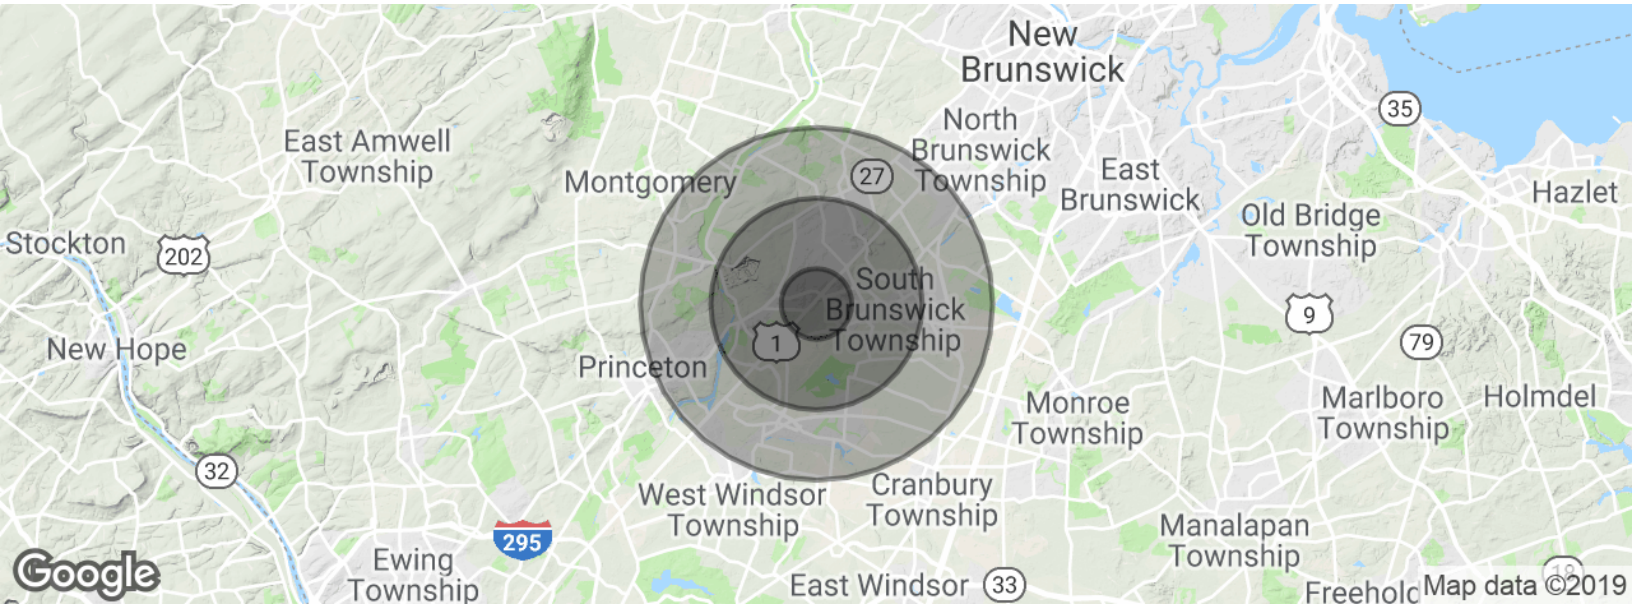 New
Brunswick
35
North
Brunswick
Township
East Amwell
Township
27
Montgomery
East
Brunswick
Hazlet
Old Bridge
Township
Stockton
202
South
Brunswick
Township
9
1
79
New Hope
Princeton
Monroe
Township
Marlboro
Township
Holmdel
32
West Windsor
Township
Cranbury
Township
295
Manalapan
Township
Ewing
Township
Google
East Windsor
33
18
Freehold
Map data ©2019